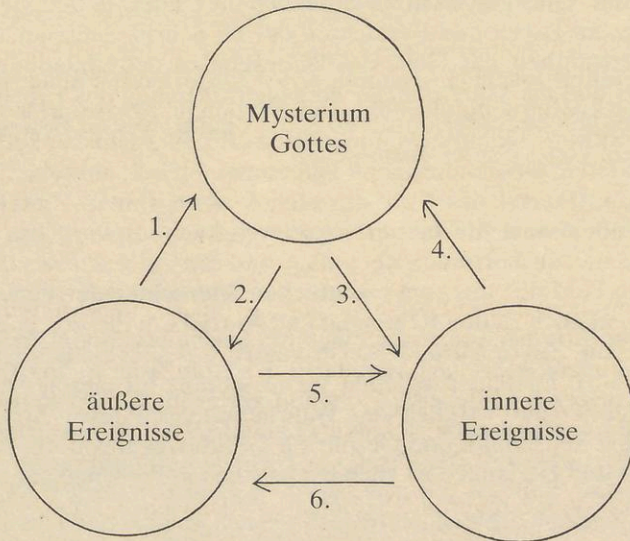 Mysterium
Gottes
1.
4.
2.
3.
äußere
Ereignisse
5.
innere
Ereignisse
6.